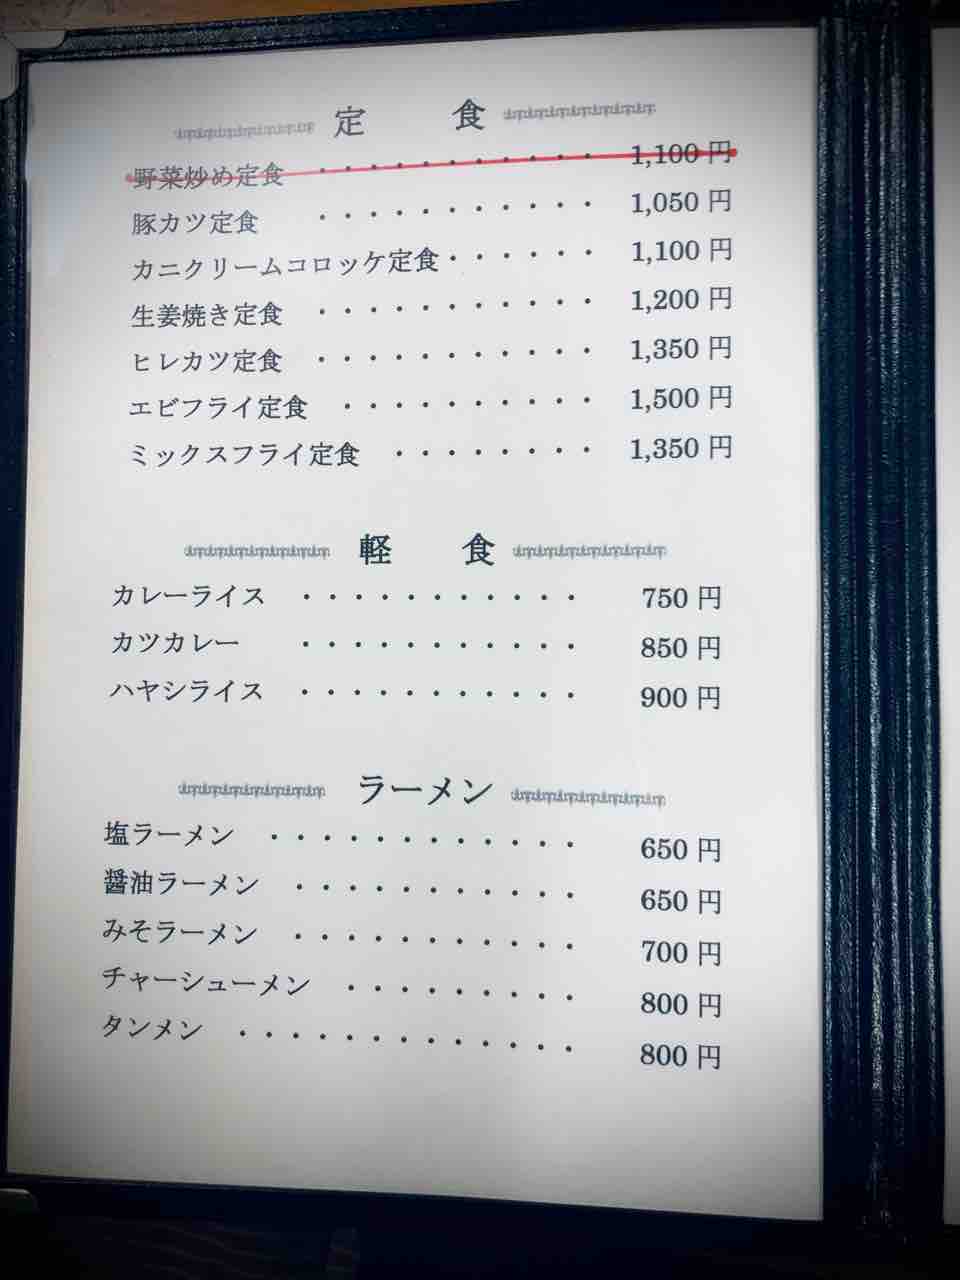 定 食
野菜炒め定食 ・・・・・・・・・・・ 1,100 円
豚カツ定食 ・・・・・・・・・・・ 1,050 円
カニクリームコロッケ定食・・・・・・ 1,100 円
生姜焼き定食 ・・・・・・・・・・・ 1,200 円
ヒレカツ定食 ・・・・・・・・・・・ 1,350 円
エビフライ定食 ・・・・・・・・・・ 1,500 円
ミックスフライ定食 ・・・・・・・・ 1,350 円
軽 食
カレーライス ・・・・・・・・・・・ 750 円
カツカレー ・・・・・・・・・・・ 850 円
ハヤシライス ・・・・・・・・・・・ 900 円
ラーメン
塩ラーメン ・・・・・・・・・・・・ 650 円
醤油ラーメン ・・・・・・・・・・・ 650 円
みそラーメン ・・・・・・・・・・・ 700 円
チャーシューメン ・・・・・・・・・ 800 円
タンメン ・・・・・・・・・・・・・ 800 円